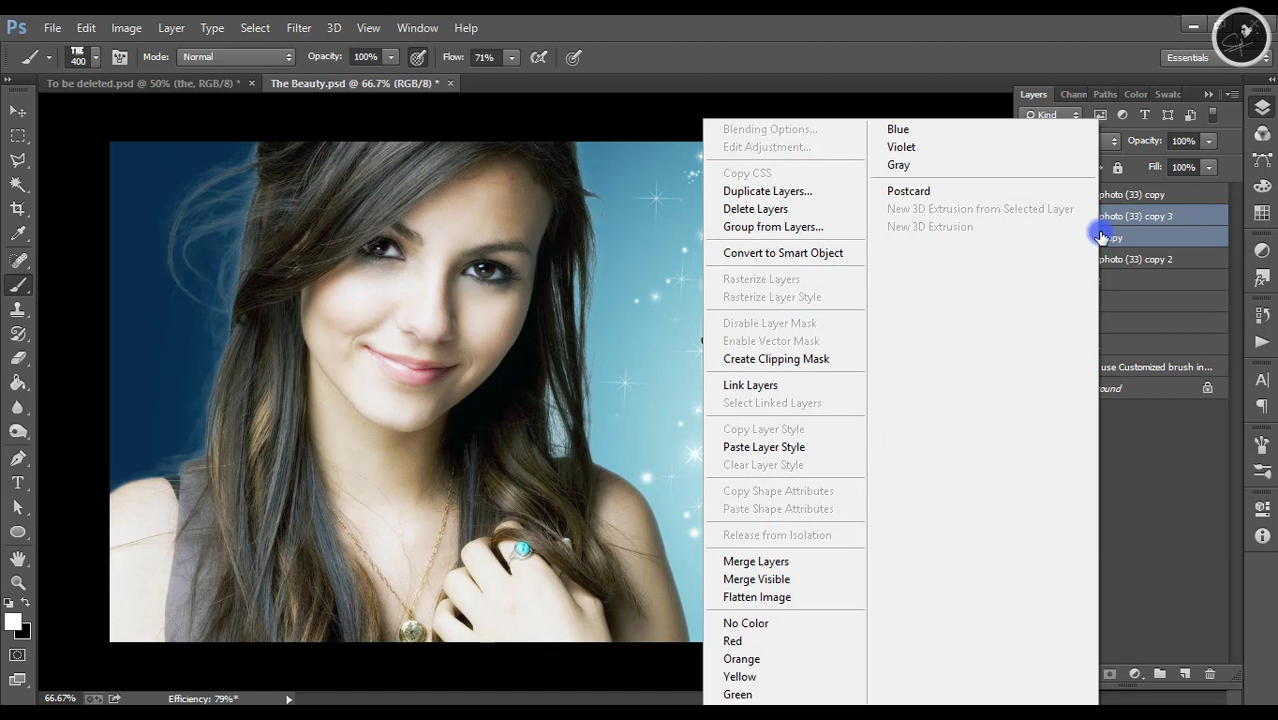 Ps File Edit Image Layer Type Select Filter 3D View Window Help
THE 400 Mode: Normal Opacity: 100% Flow: 71% Essentials
To be deleted.psd @ 50% (the, RGB/8) * × The Beauty.psd @ 66.7% (RGB/8) * ×
Layers Chann Paths Color Swatc
Kind
Opacity: 100%
Fill: 100%
photo (33) copy
photo (33) copy 3
photo (33) copy 2
use Customized brush in...
Blending Options...
Edit Adjustment...
Copy CSS
Duplicate Layers...
Delete Layers
Group from Layers...
Convert to Smart Object
Rasterize Layers
Rasterize Layer Style
Disable Layer Mask
Enable Vector Mask
Create Clipping Mask
Link Layers
Select Linked Layers
Copy Layer Style
Paste Layer Style
Clear Layer Style
Copy Shape Attributes
Paste Shape Attributes
Release from Isolation
Merge Layers
Merge Visible
Flatten Image
No Color
Red
Orange
Yellow
Green
Blue
Violet
Gray
Postcard
New 3D Extrusion from Selected Layer
New 3D Extrusion
66.67% Efficiency: 79%*